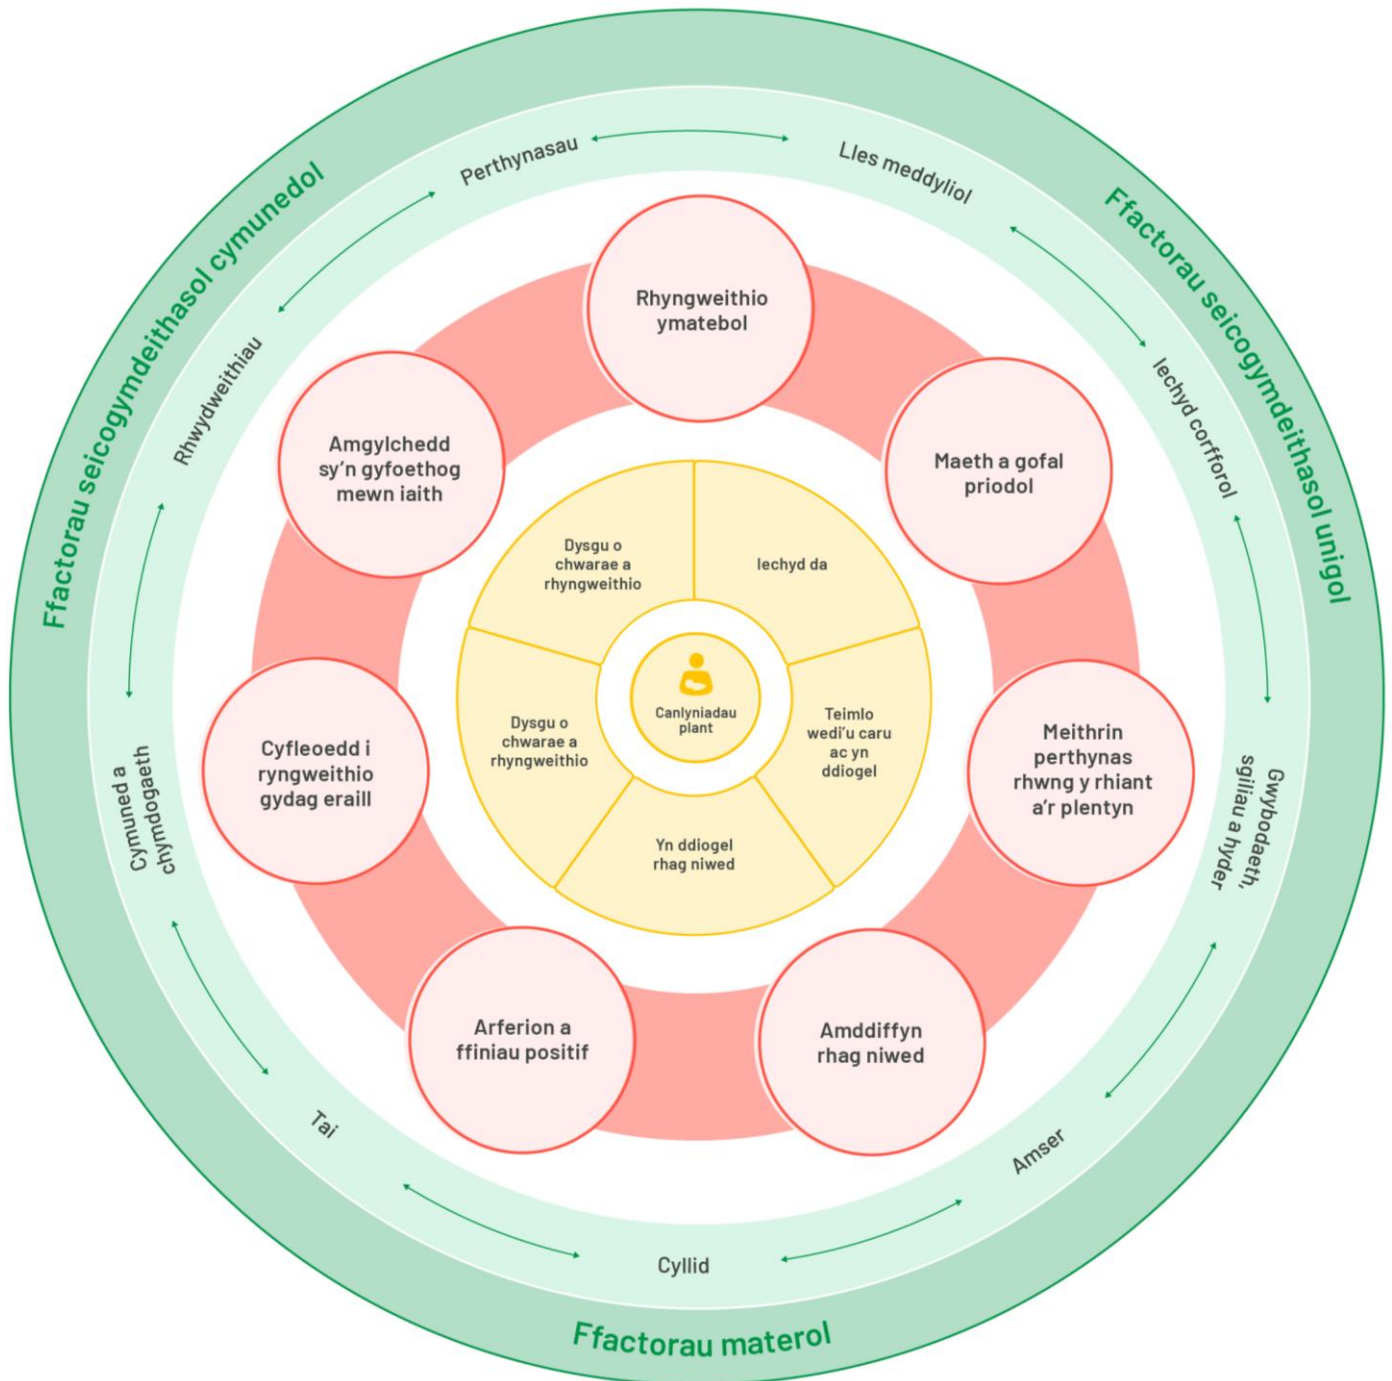 Ffactorau seicogymdeithasol cymunedol
Ffactorau seicogymdeithasol unigol
Ffactorau materol
Perthynasau
Lles meddyliol
Iechyd corfforol
Gwybodaeth,
sgiliau a hyder
Amser
Cyllid
Tai
Cymuned a
chymdogaeth
Rhwydweithiau
Rhyngweithio
ymatebol
Maeth a gofal
priodol
Meithrin
perthynas
rhwng y rhiant
a'r plentyn
Amddiffyn
rhag niwed
Arferion a
ffiniau positif
Cyfleoedd i
ryngweithio
gydag eraill
Amgylchedd
sy'n gyfoethog
mewn iaith
Dysgu o
chwarae a
rhyngweithio
Iechyd da
Teimlo
wedi'u caru
ac yn
ddiogel
Yn ddiogel
rhag niwed
Dysgu o
chwarae a
rhyngweithio
Canlyniadau
plant